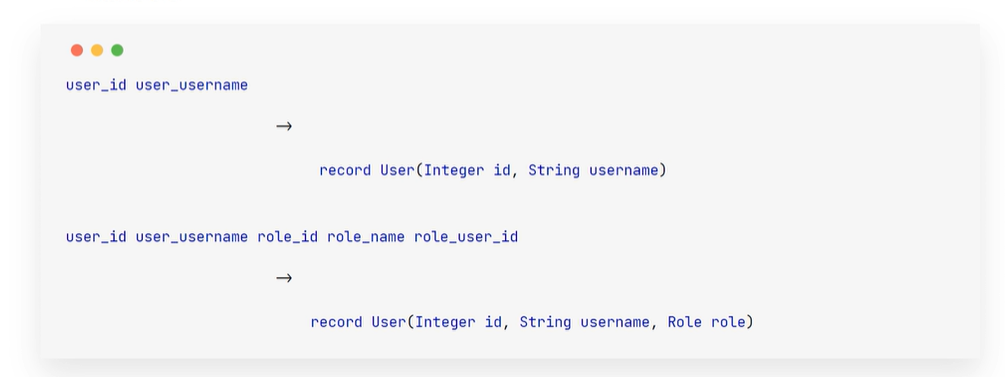 user_id user_username
→
record User(Integer id, String username)
user_id user_username role_id role_name role_user_id
→
record User(Integer id, String username, Role role)